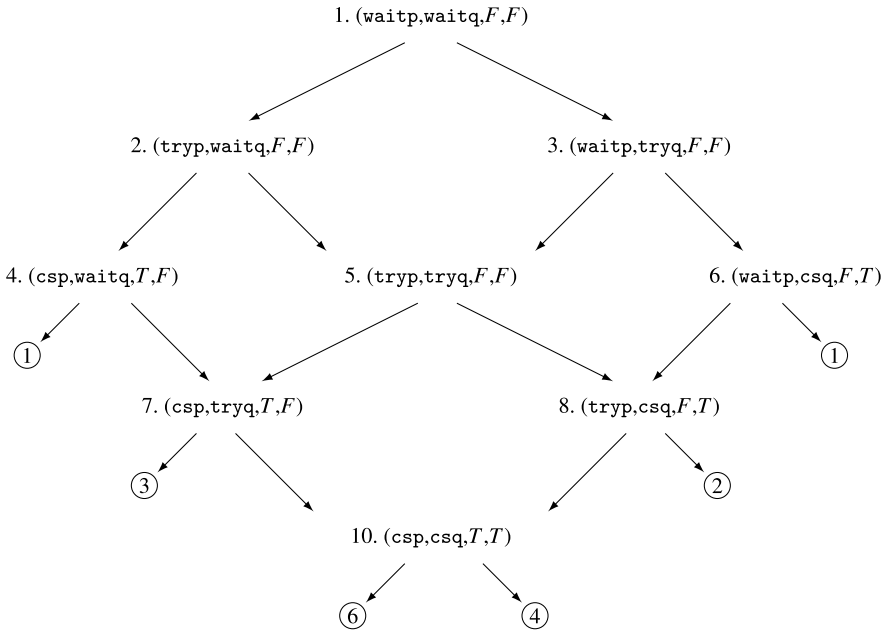 1. (waitp,waitq,F,F)
2. (tryp,waitq,F,F)
3. (waitp,tryq,F,F)
4. (csp,waitq,T,F)
5. (tryp,tryq,F,F)
6. (waitp,csq,F,T)
1
1
7. (csp,tryq,T,F)
8. (tryp,csq,F,T)
3
2
10. (csp,csq,T,T)
6
4